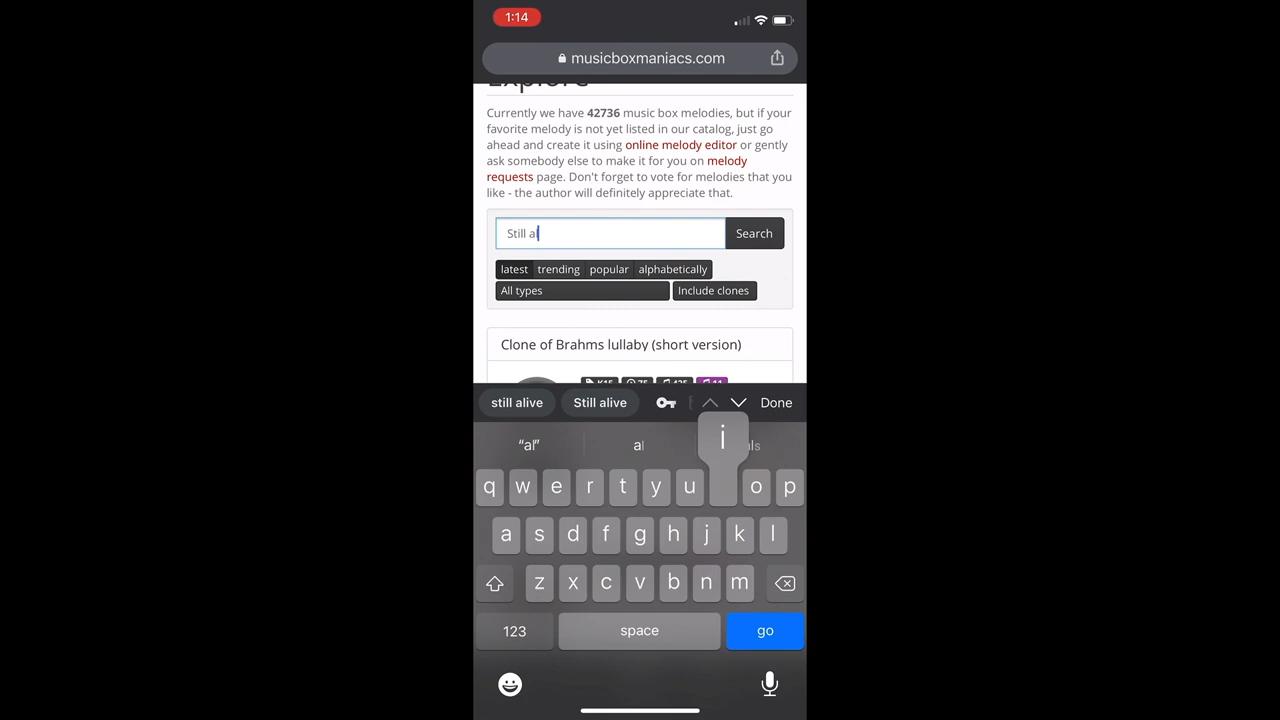 1:14
musicboxmaniacs.com
Explore
Currently we have 42736 music box melodies, but if your
favorite melody is not yet listed in our catalog, just go
ahead and create it using online melody editor or gently
ask somebody else to make it for you on melody
requests page. Don't forget to vote for melodies that you
like - the author will definitely appreciate that.
Still al
Search
latest trending popular alphabetically
All types Include clones
Clone of Brahms lullaby (short version)
still alive Still alive Done
“al” al
i
q w e r t y u o p
a s d f g h j k l
z x c v b n m
123 space go